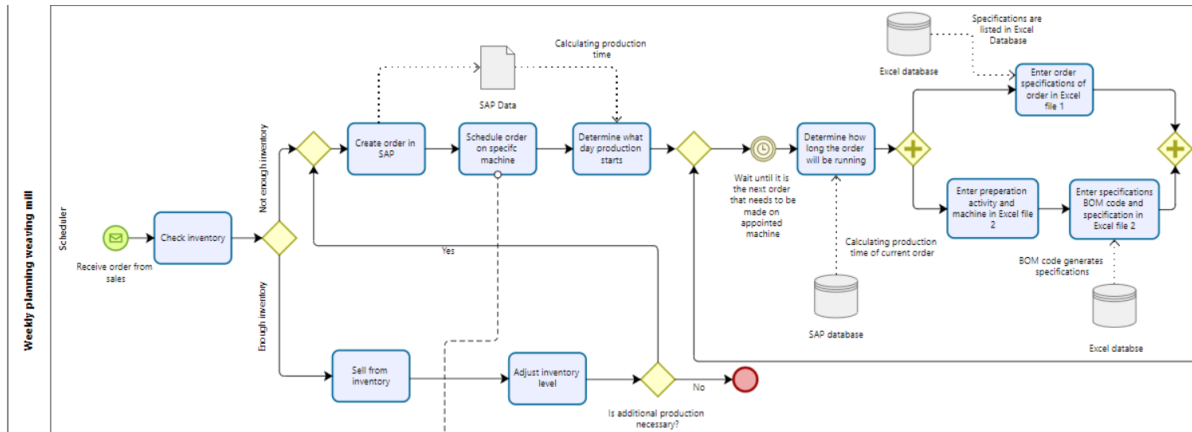 Weekly planning weaving mill
Scheduler
Receive order from
sales
Check inventory
Not enough inventory
Enough inventory
Create order in
SAP
SAP Data
Calculating production
time
Schedule order
on specifc
machine
Determine what
day production
starts
Yes
Sell from
inventory
Adjust inventory
level
Is additional production
necessary?
No
Wait until it is
the next order
that needs to be
made on
appointed
machine
Determine how
long the order
will be running
Calculating production
time of current order
SAP database
Excel database
Specifications are
listed in Excel
Database
Enter order
specifications of
order in Excel
file 1
Enter preperation
activity and
machine in Excel file
2
Enter specifications
BOM code and
specification in
Excel file 2
BOM code generates
specifications
Excel databse